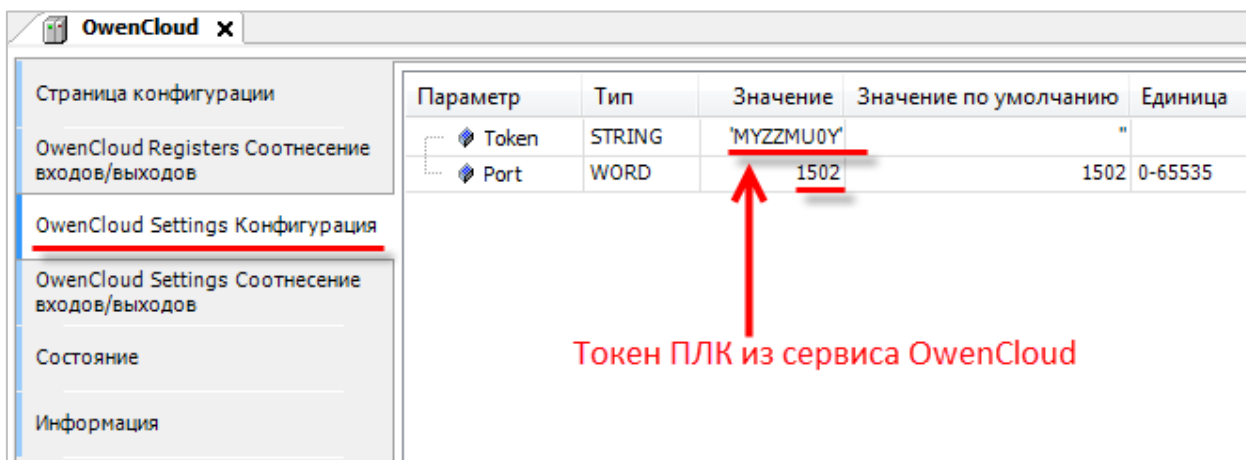 OwenCloud
Страница конфигурации
OwenCloud Registers Соотнесение
входов/выходов
OwenCloud Settings Конфигурация
OwenCloud Settings Соотнесение
входов/выходов
Состояние
Информация
Параметр Тип Значение Значение по умолчанию Единица
Token STRING 'MYZZMU0Y' ''
Port WORD 1502 1502 0-65535
Токен ПЛК из сервиса OwenCloud